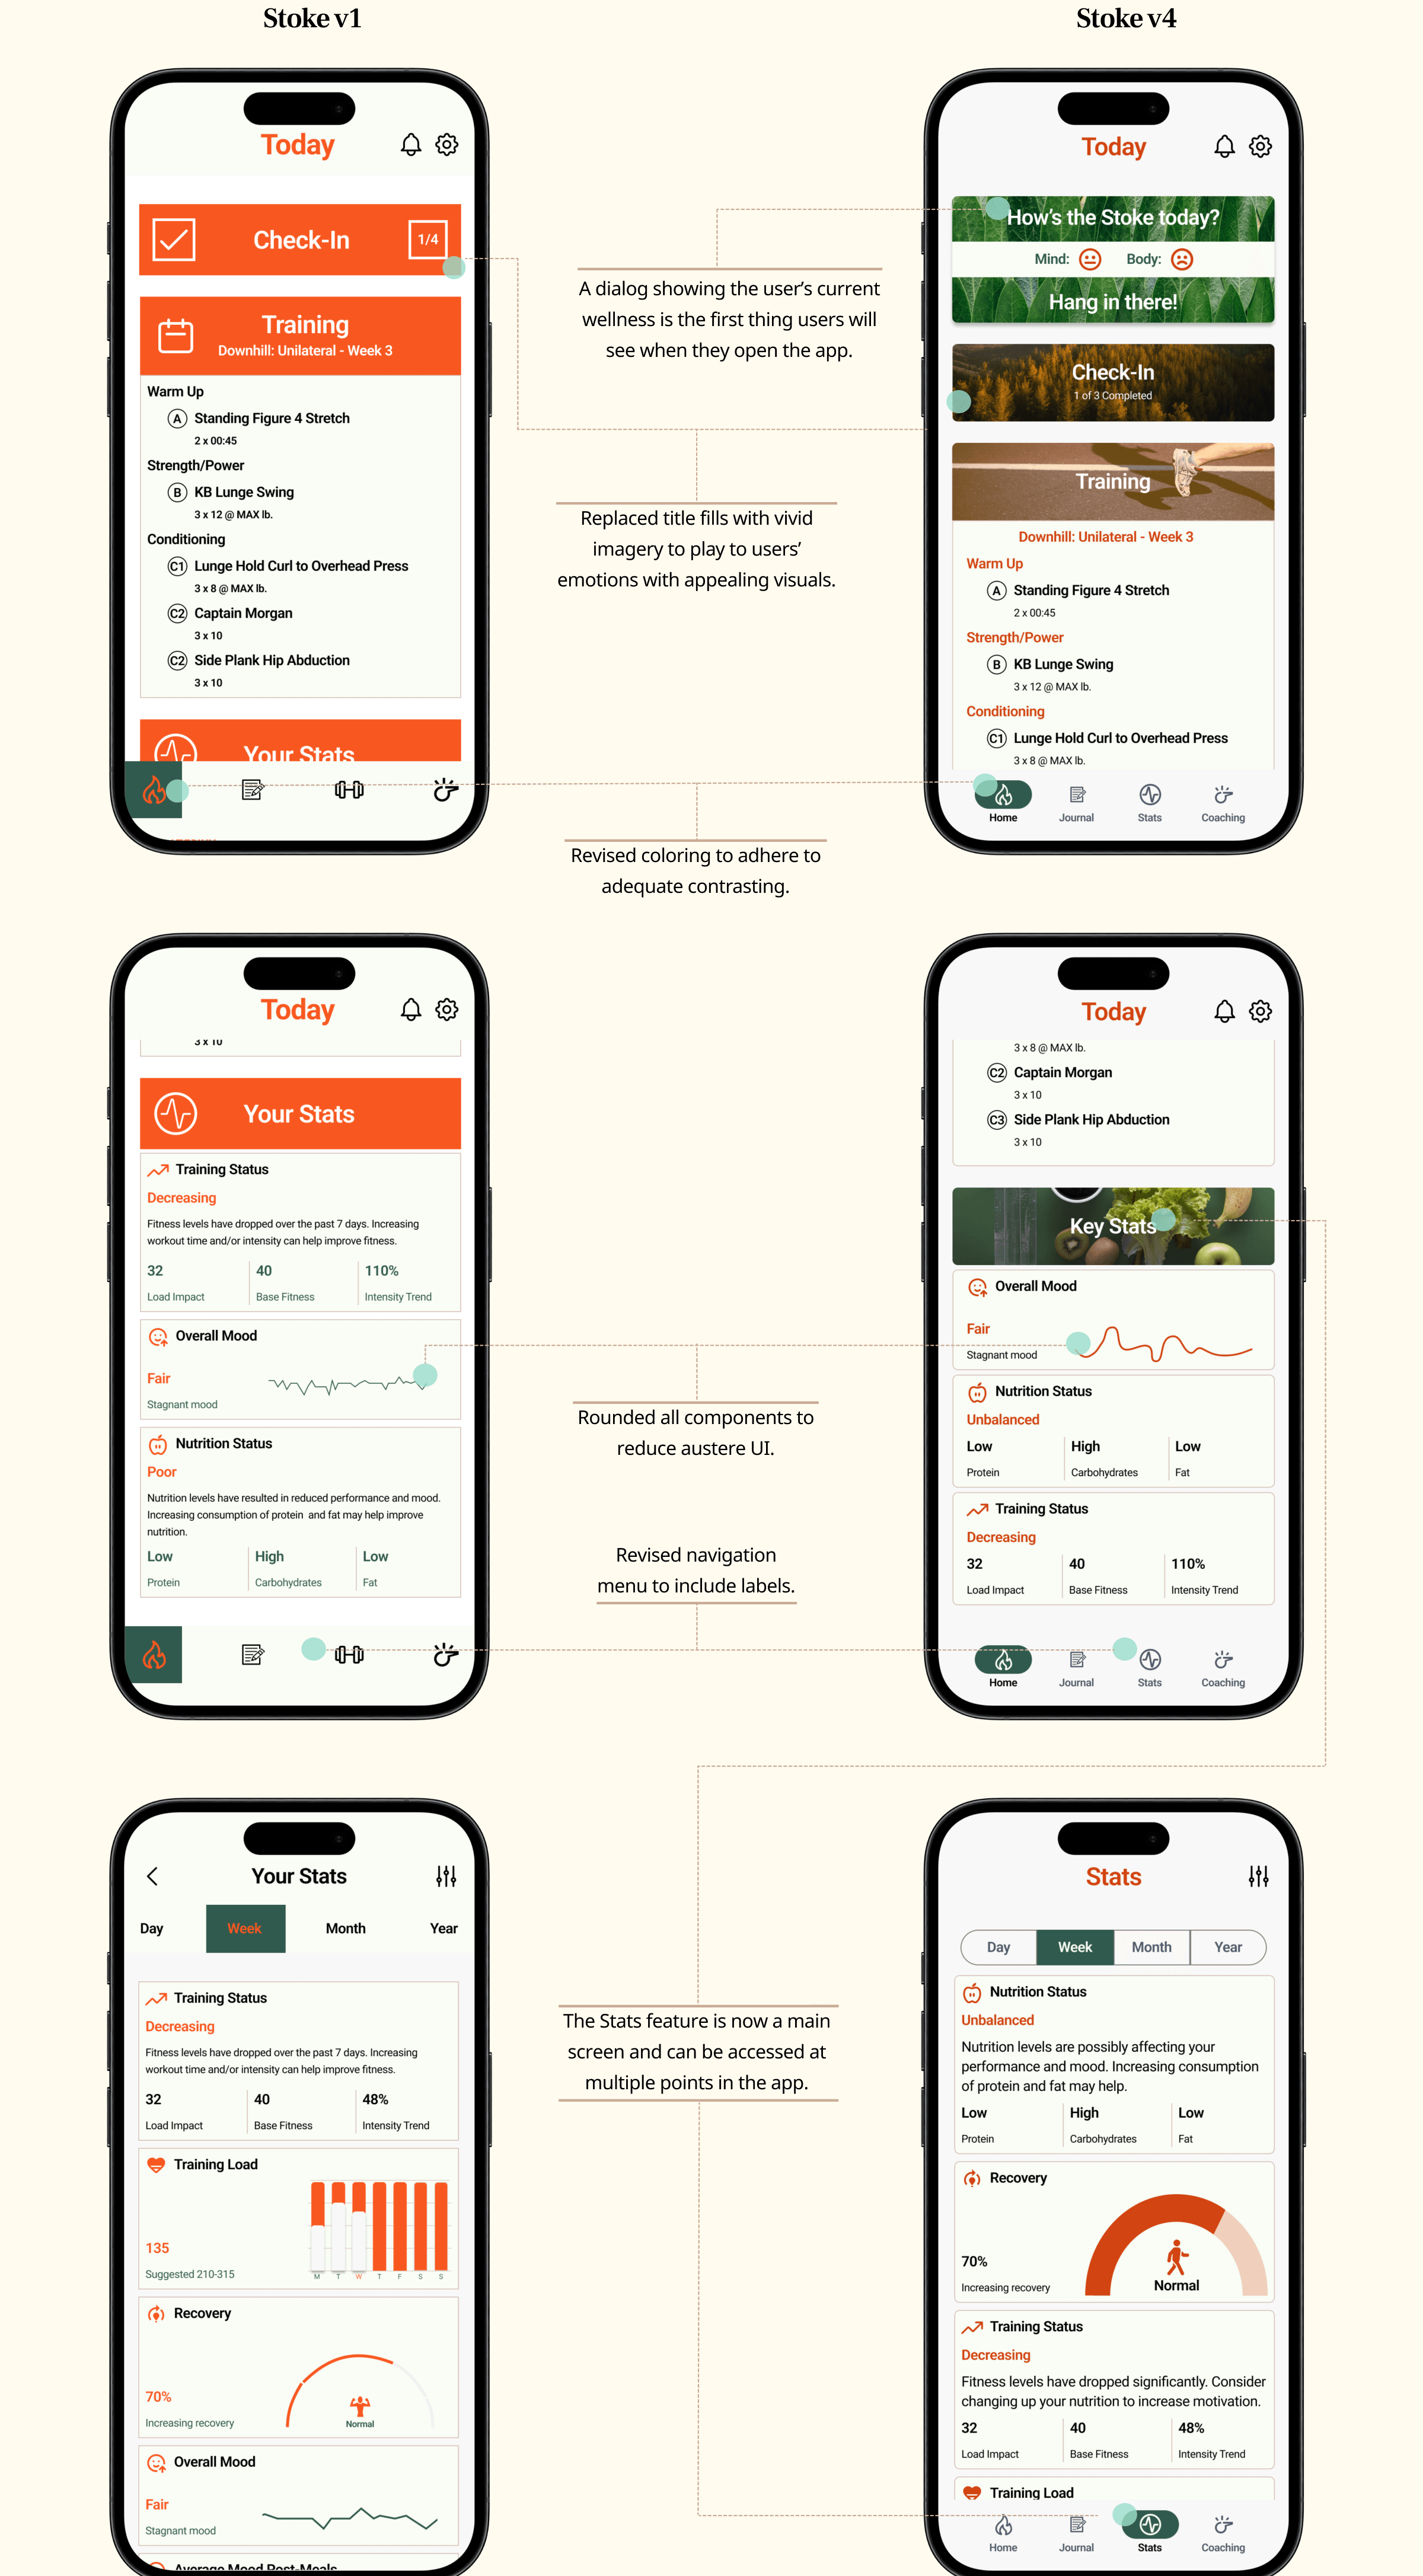 Stoke v1
Stoke v4
Today
Check-In
1/4
Training
Downhill: Unilateral - Week 3
Warm Up
A Standing Figure 4 Stretch
2 x 00:45
Strength/Power
B KB Lunge Swing
3 x 12 @ MAX lb.
Conditioning
C1 Lunge Hold Curl to Overhead Press
3 x 8 @ MAX lb.
C2 Captain Morgan
3 x 10
C2 Side Plank Hip Abduction
3 x 10
Your Stats
A dialog showing the user's current
wellness is the first thing users will
see when they open the app.
Replaced title fills with vivid
imagery to play to users'
emotions with appealing visuals.
Revised coloring to adhere to
adequate contrasting.
Today
How's the Stoke today?
Mind: Body:
Hang in there!
Check-In
1 of 3 Completed
Training
Downhill: Unilateral - Week 3
Warm Up
A Standing Figure 4 Stretch
2 x 00:45
Strength/Power
B KB Lunge Swing
3 x 12 @ MAX lb.
Conditioning
C1 Lunge Hold Curl to Overhead Press
3 x 8 @ MAX lb.
Home Journal Stats Coaching
Today
3 x 10
Your Stats
Training Status
Decreasing
Fitness levels have dropped over the past 7 days. Increasing
workout time and/or intensity can help improve fitness.
32 40 110%
Load Impact Base Fitness Intensity Trend
Overall Mood
Fair
Stagnant mood
Nutrition Status
Poor
Nutrition levels have resulted in reduced performance and mood.
Increasing consumption of protein and fat may help improve
nutrition.
Low High Low
Protein Carbohydrates Fat
Rounded all components to
reduce austere UI.
Revised navigation
menu to include labels.
Today
3 x 8 @ MAX lb.
C2 Captain Morgan
3 x 10
C3 Side Plank Hip Abduction
3 x 10
Key Stats
Overall Mood
Fair
Stagnant mood
Nutrition Status
Unbalanced
Low High Low
Protein Carbohydrates Fat
Training Status
Decreasing
32 40 110%
Load Impact Base Fitness Intensity Trend
Home Journal Stats Coaching
Your Stats
Day Week Month Year
Training Status
Decreasing
Fitness levels have dropped over the past 7 days. Increasing
workout time and/or intensity can help improve fitness.
32 40 48%
Load Impact Base Fitness Intensity Trend
Training Load
135
Suggested 210-315
M T W T F S S
Recovery
70%
Increasing recovery
Normal
Overall Mood
Fair
Stagnant mood
Average Mood Post-Meals
The Stats feature is now a main
screen and can be accessed at
multiple points in the app.
Stats
Day Week Month Year
Nutrition Status
Unbalanced
Nutrition levels are possibly affecting your
performance and mood. Increasing consumption
of protein and fat may help.
Low High Low
Protein Carbohydrates Fat
Recovery
70%
Increasing recovery
Normal
Training Status
Decreasing
Fitness levels have dropped significantly. Consider
changing up your nutrition to increase motivation.
32 40 48%
Load Impact Base Fitness Intensity Trend
Training Load
Home Journal Stats Coaching